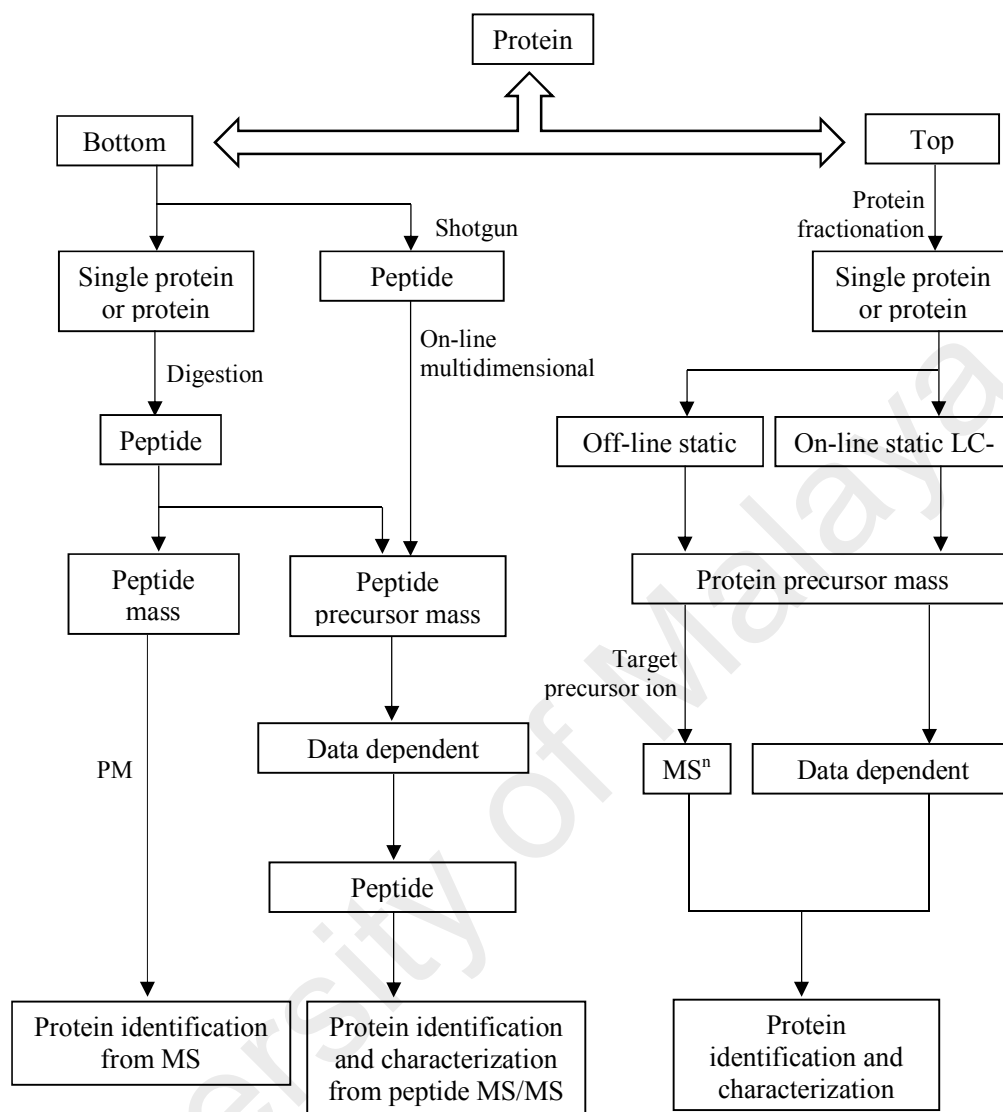 Protein
Bottom
Top
Shotgun
Protein
fractionation
Single protein
or protein
Peptide
Single protein
or protein
On-line
multidimensional
Digestion
Peptide
Off-line static
On-line static LC-
Peptide
mass
Peptide
precursor mass
Protein precursor mass
Target
precursor ion
PM
Data dependent
MSⁿ
Data dependent
Peptide
Protein identification
from MS
Protein identification
and characterization
from peptide MS/MS
Protein
identification and
characterization
ersity of Malaya